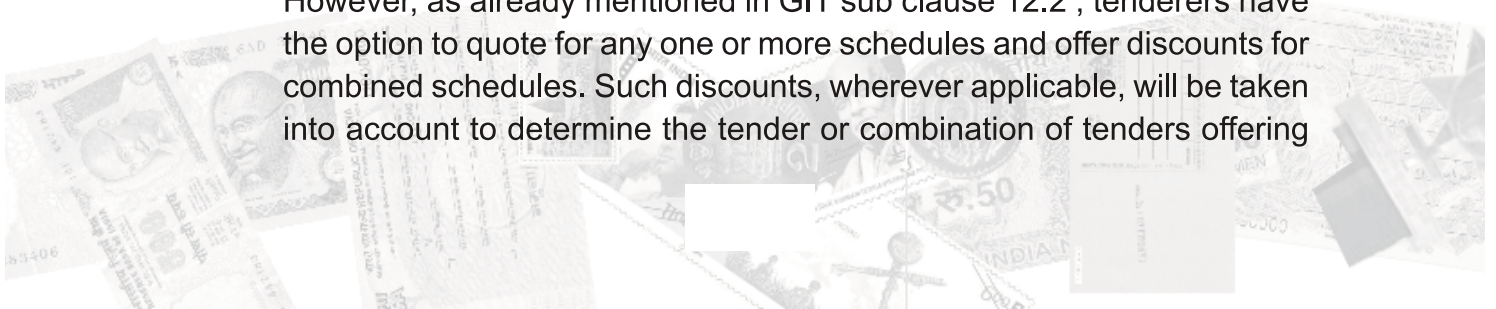 However, as already mentioned in GIT sub clause 12.2 , tenderers have
the option to quote for any one or more schedules and offer discounts for
combined schedules. Such discounts, wherever applicable, will be taken
into account to determine the tender or combination of tenders offering
रु.50